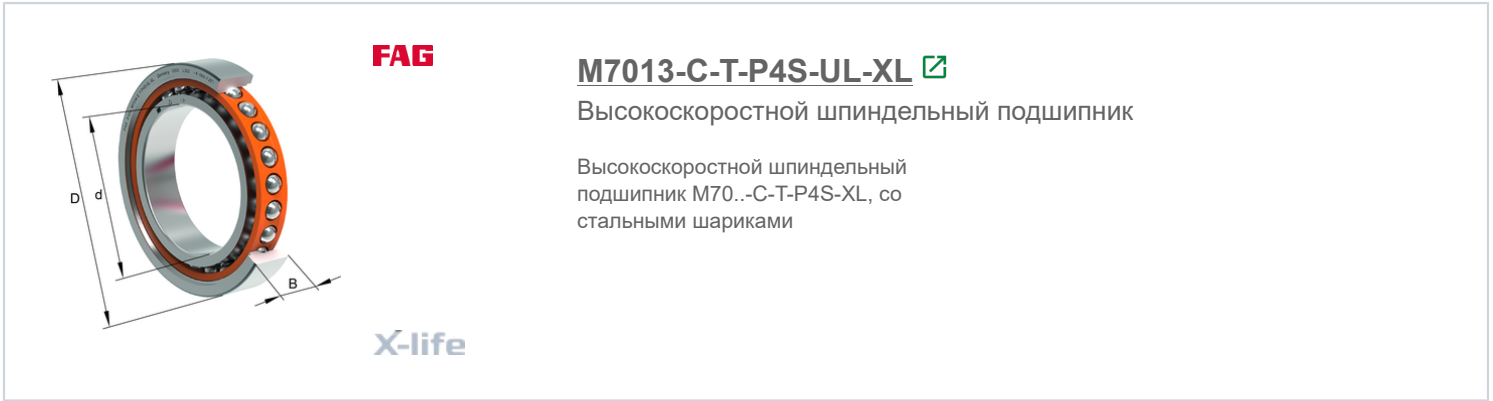 FAG
M7013-C-T-P4S-UL-XL
Высокоскоростной шпиндельный подшипник
Высокоскоростной шпиндельный
подшипник M70..-C-T-P4S-XL, со
стальными шариками
D
d
B
X-life